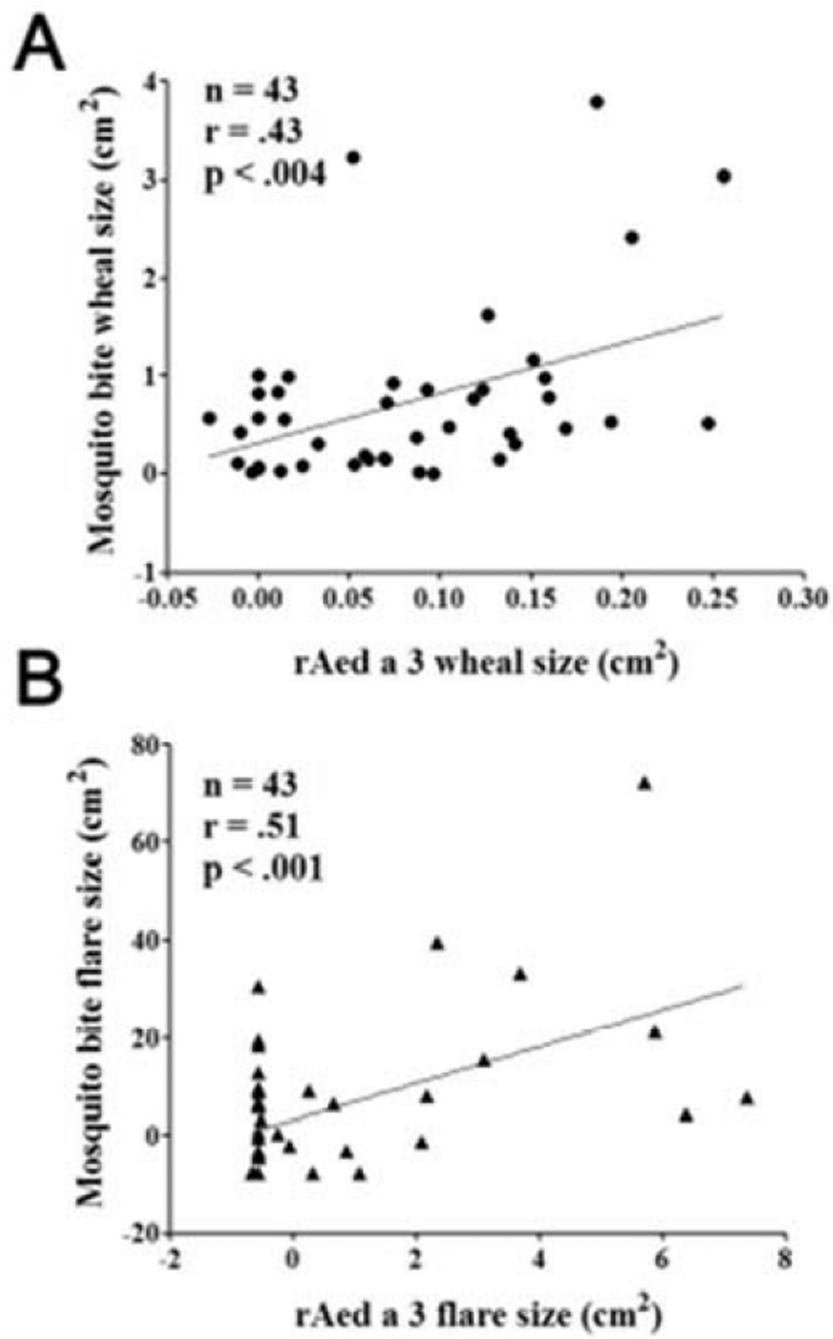 A
n = 43
r = .43
p < .004
Mosquito bite wheal size (cm²)
4
3
2
1
0
-1
-0.05 0.00 0.05 0.10 0.15 0.20 0.25 0.30
rAed a 3 wheal size (cm²)
B
n = 43
r = .51
p < .001
Mosquito bite flare size (cm²)
80
60
40
20
0
-20
-2 0 2 4 6 8
rAed a 3 flare size (cm²)